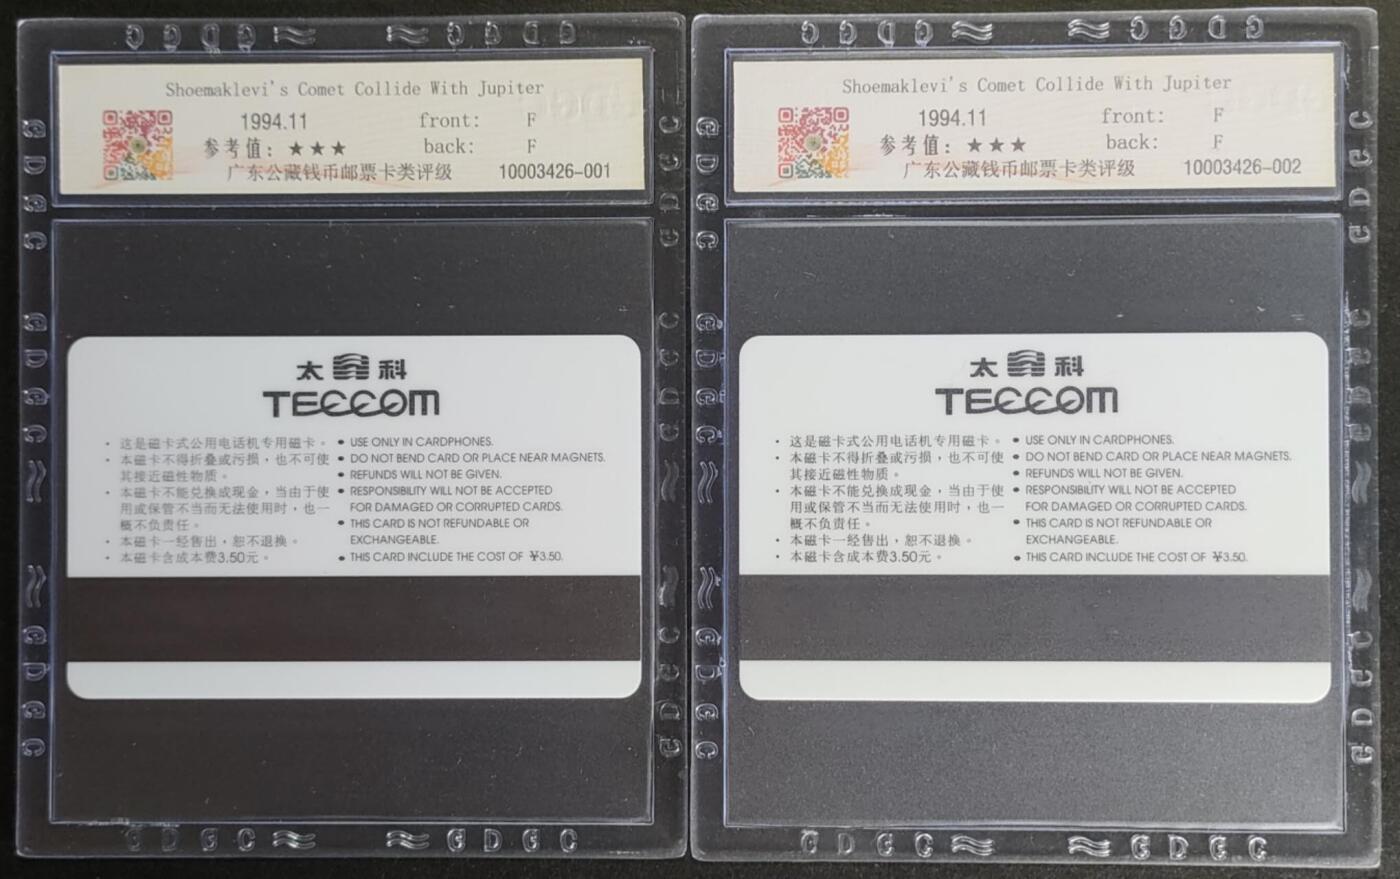 G D G C
G D G C
Shoemaklevi's Comet Collide With Jupiter
1994.11 front: F
参考值: ★★★ back: F
广东公藏钱币邮票卡类评级 10003426-001
太 科
TECCOM
· 这是磁卡式公用电话机专用磁卡。
· 本磁卡不得折叠或污损，也不可使
其接近磁性物质。
· 本磁卡不能兑换成现金，当由于使
用或保管不当而无法使用时，也一
概不负责任。
· 本磁卡一经售出，恕不退换。
· 本磁卡含成本费3.50元。
● USE ONLY IN CARDPHONES.
● DO NOT BEND CARD OR PLACE NEAR MAGNETS.
● REFUNDS WILL NOT BE GIVEN.
● RESPONSIBILITY WILL NOT BE ACCEPTED
FOR DAMAGED OR CORRUPTED CARDS.
● THIS CARD IS NOT REFUNDABLE OR
EXCHANGEABLE.
● THIS CARD INCLUDE THE COST OF ¥3.50.
G D G C
G D G C
G D G C
G D G C
Shoemaklevi's Comet Collide With Jupiter
1994.11 front: F
参考值: ★★★ back: F
广东公藏钱币邮票卡类评级 10003426-002
太 科
TECCOM
· 这是磁卡式公用电话机专用磁卡。
· 本磁卡不得折叠或污损，也不可使
其接近磁性物质。
· 本磁卡不能兑换成现金，当由于使
用或保管不当而无法使用时，也一
概不负责任。
· 本磁卡一经售出，恕不退换。
· 本磁卡含成本费3.50元。
● USE ONLY IN CARDPHONES.
● DO NOT BEND CARD OR PLACE NEAR MAGNETS.
● REFUNDS WILL NOT BE GIVEN.
● RESPONSIBILITY WILL NOT BE ACCEPTED
FOR DAMAGED OR CORRUPTED CARDS.
● THIS CARD IS NOT REFUNDABLE OR
EXCHANGEABLE.
● THIS CARD INCLUDE THE COST OF ¥3.50.
G D G C
G D G C